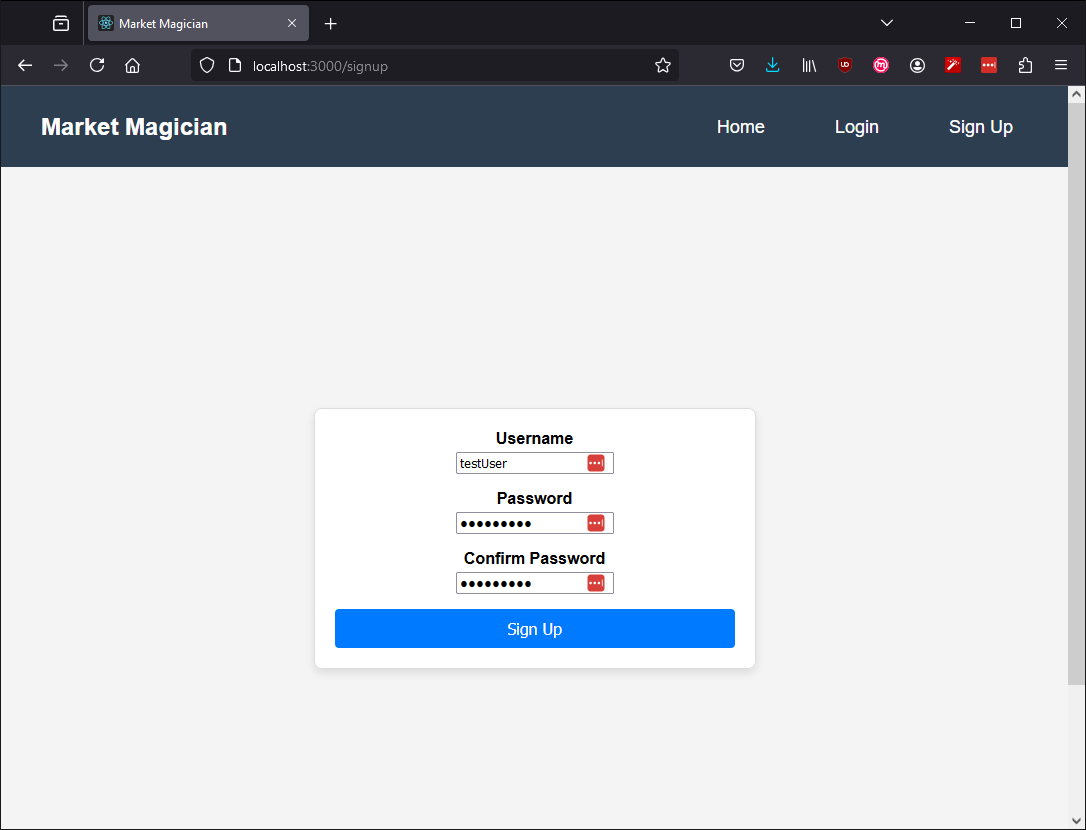 Market Magician
localhost:3000/signup
Market Magician
Home Login Sign Up
Username
testUser
Password
Confirm Password
Sign Up